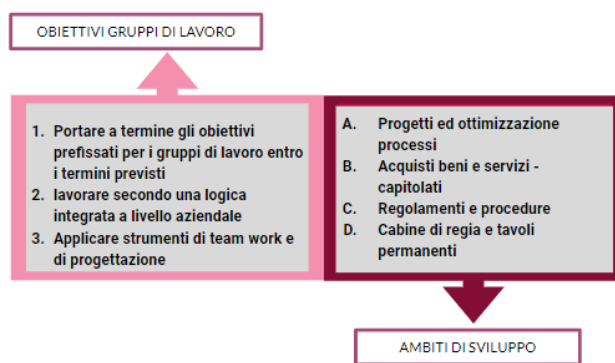 OBIETTIVI GRUPPI DI LAVORO
1. Portare a termine gli obiettivi
prefissati per i gruppi di lavoro entro
i termini previsti
2. lavorare secondo una logica
integrata a livello aziendale
3. Applicare strumenti di team work e
di progettazione
A. Progetti ed ottimizzazione
processi
B. Acquisti beni e servizi -
capitolati
C. Regolamenti e procedure
D. Cabine di regia e tavoli
permanenti
AMBITI DI SVILUPPO